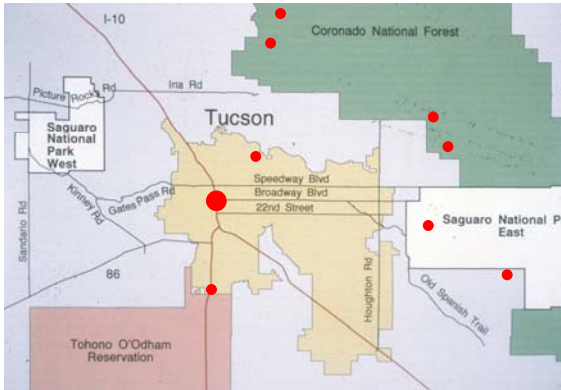 I-10
Coronado National Forest
Picture Rocks Rd
Ina Rd
Tucson
Saguaro
National
Park
West
Speedway Blvd
Broadway Blvd
22nd Street
Gates Pass Rd
Kinney Rd
Sandario Rd
Saguaro National P
East
86
Houghton Rd
Old Spanish Trail
Tohono O'Odham
Reservation